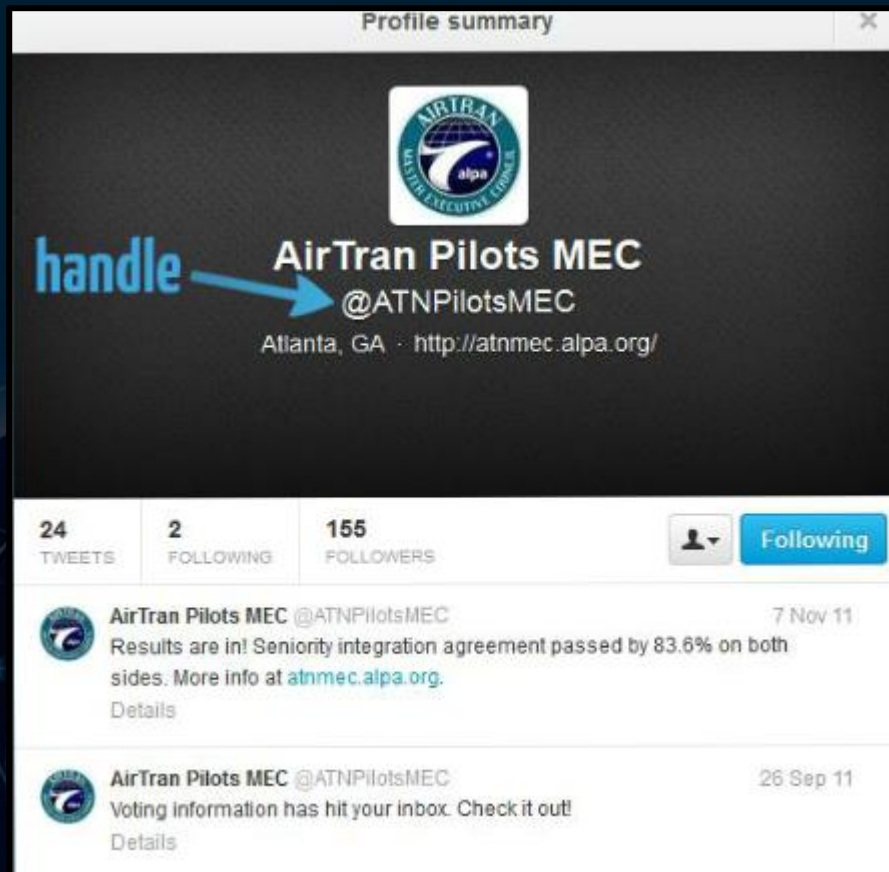 Profile summary
×
AIRTRAN
alpa
MASTER EXECUTIVE COUNCIL
handle
AirTran Pilots MEC
@ATNPilotsMEC
Atlanta, GA · http://atnmec.alpa.org/
24 2 155
TWEETS FOLLOWING FOLLOWERS
Following
AirTran Pilots MEC @ATNPilotsMEC 7 Nov 11
Results are in! Seniority integration agreement passed by 83.6% on both
sides. More info at atnmec.alpa.org.
Details
AirTran Pilots MEC @ATNPilotsMEC 26 Sep 11
Voting information has hit your inbox. Check it out!
Details